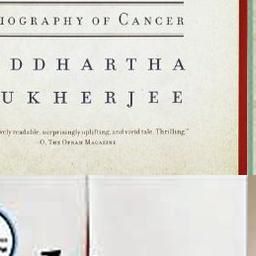 IOGRAPHY OF CANCER
DDHARTHA
UKHERJEE
vely readable, surprisingly uplifting, and vivid tale. Thrilling."
-O, THE OPRAH MAGAZINE